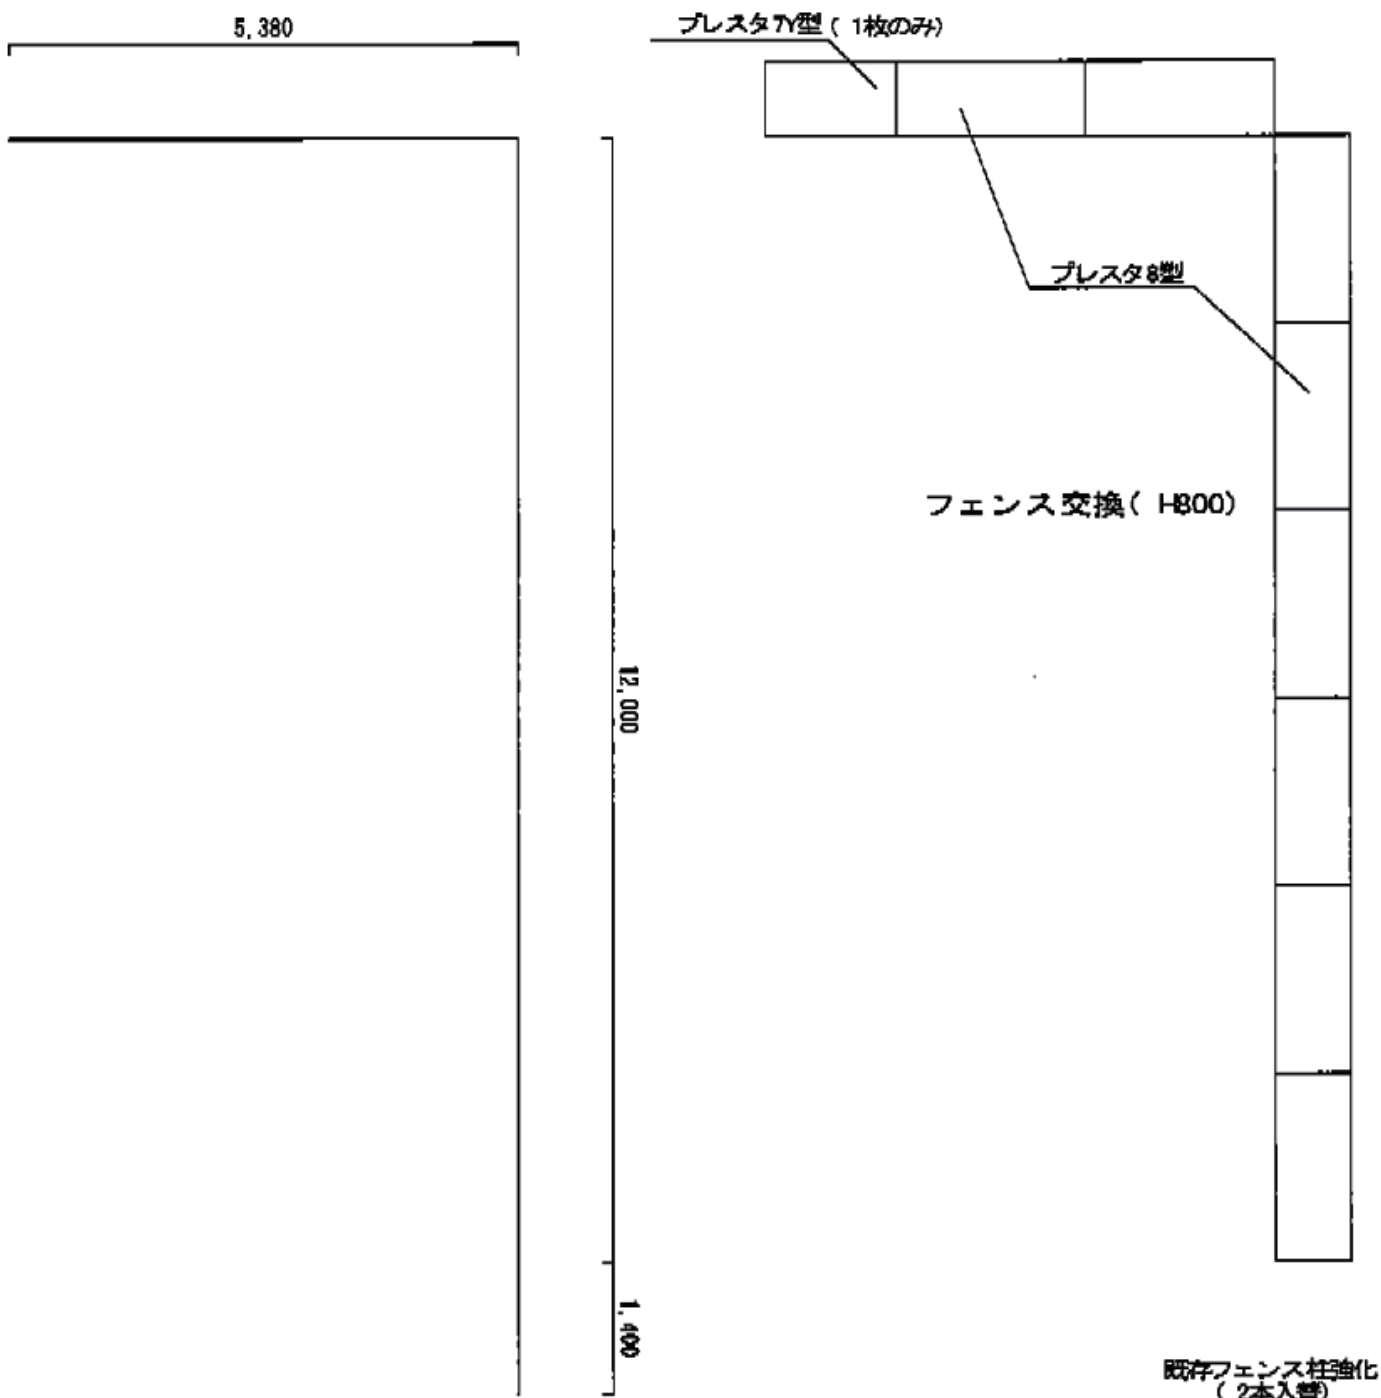 5,380
プレスタ7Y型（1枚のみ）
プレスタ8型
フェンス交換（H800）
12,000
1,400
既存フェンス柱強化
（2本入替）